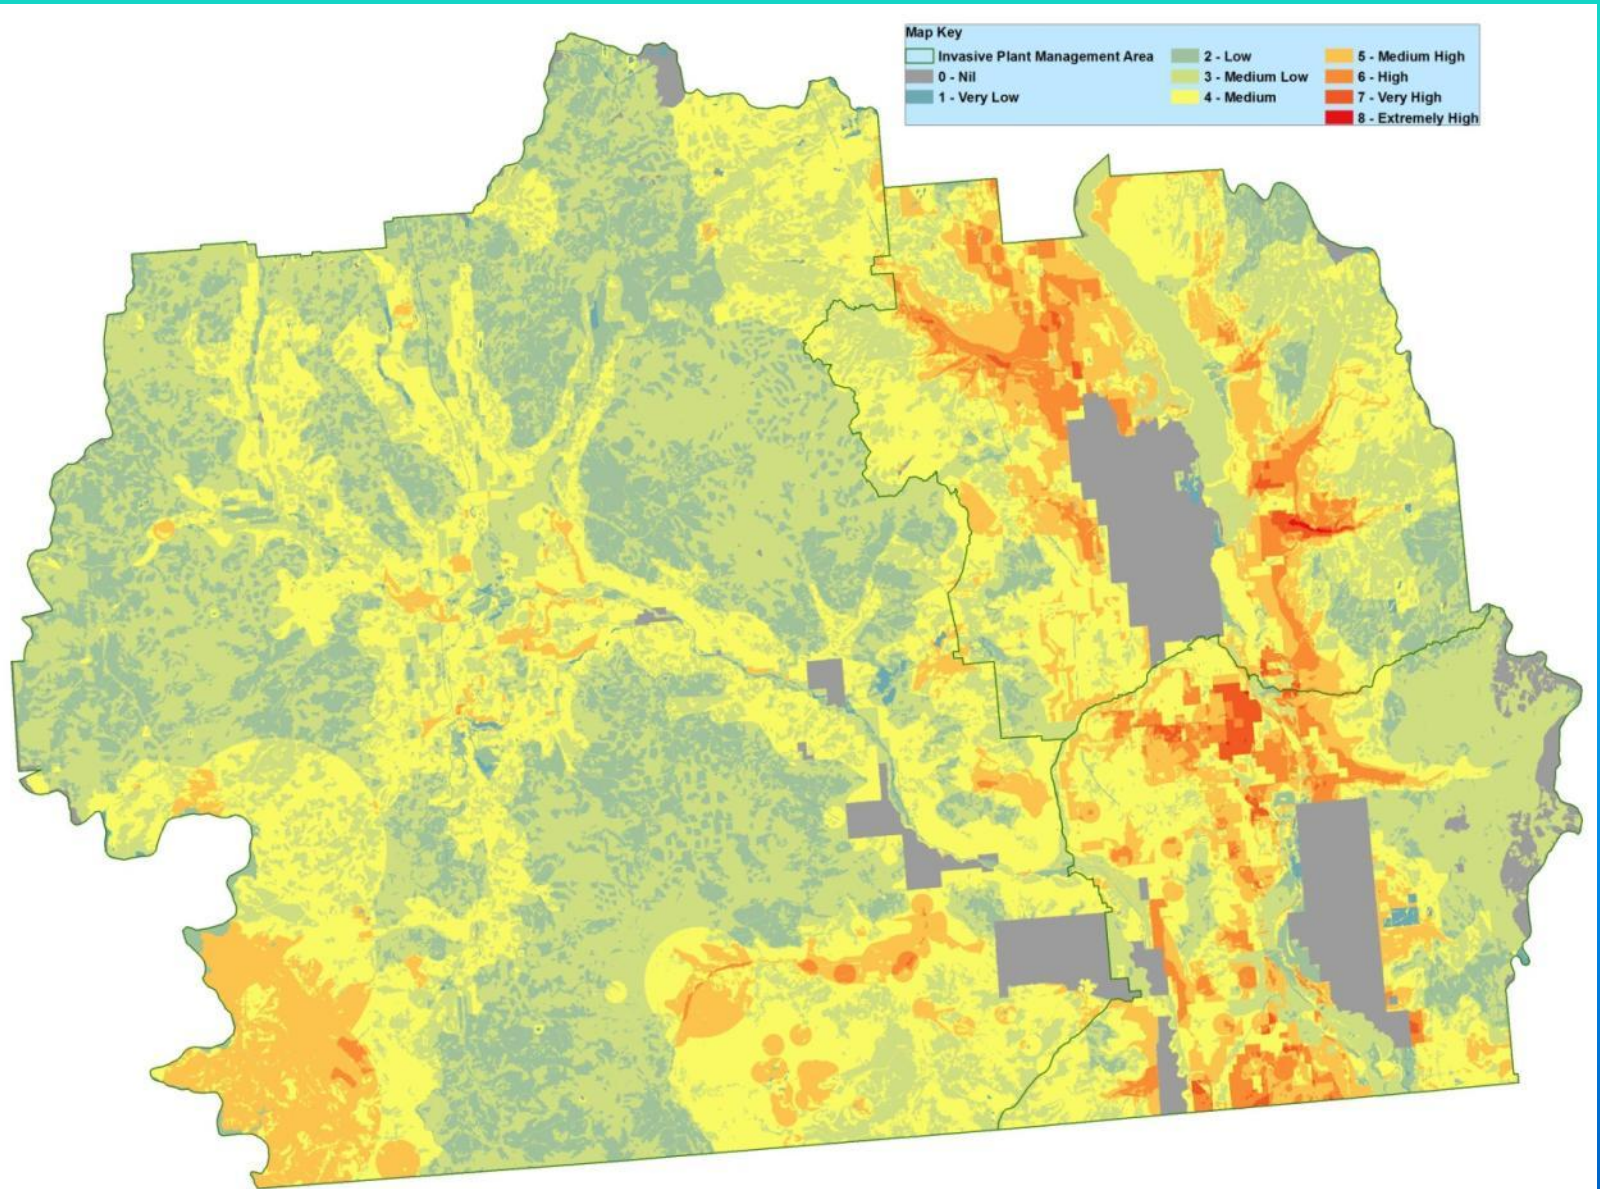 Map Key
Invasive Plant Management Area
0 - Nil
1 - Very Low
2 - Low
3 - Medium Low
4 - Medium
5 - Medium High
6 - High
7 - Very High
8 - Extremely High